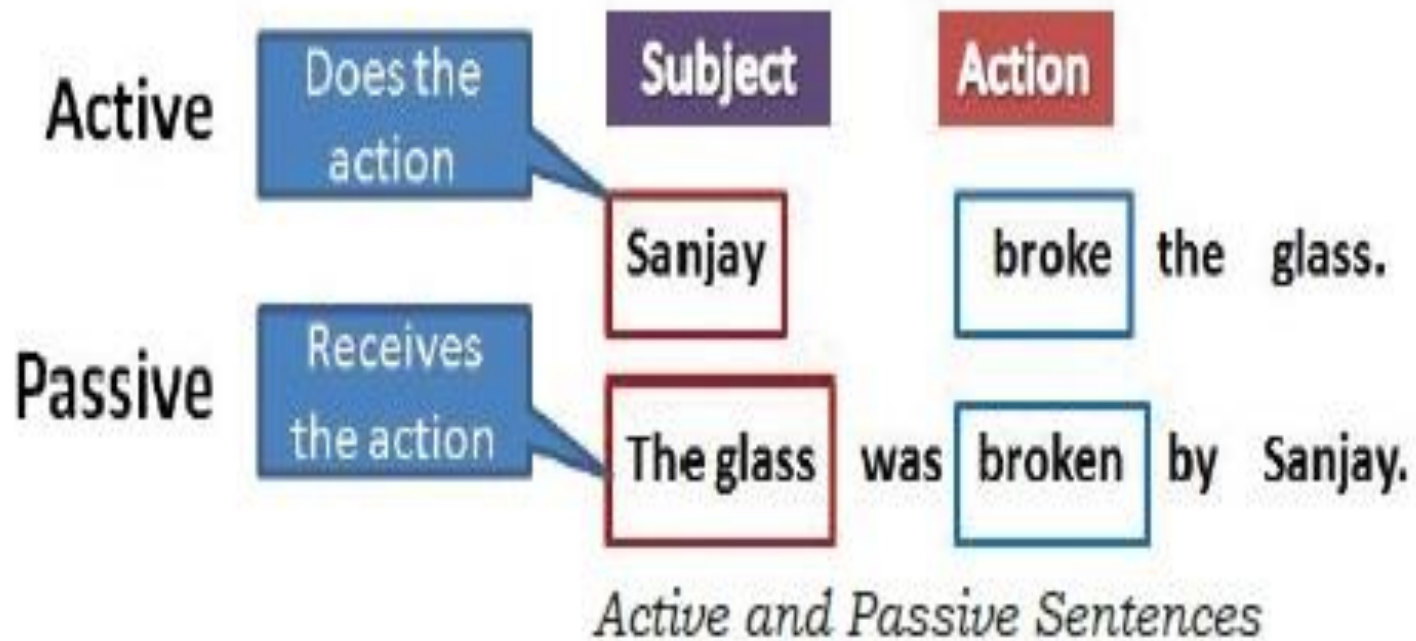 Subject Action
Active Does the
action
Sanjay broke the glass.
Passive Receives
the action
The glass was broken by Sanjay.
Active and Passive Sentences